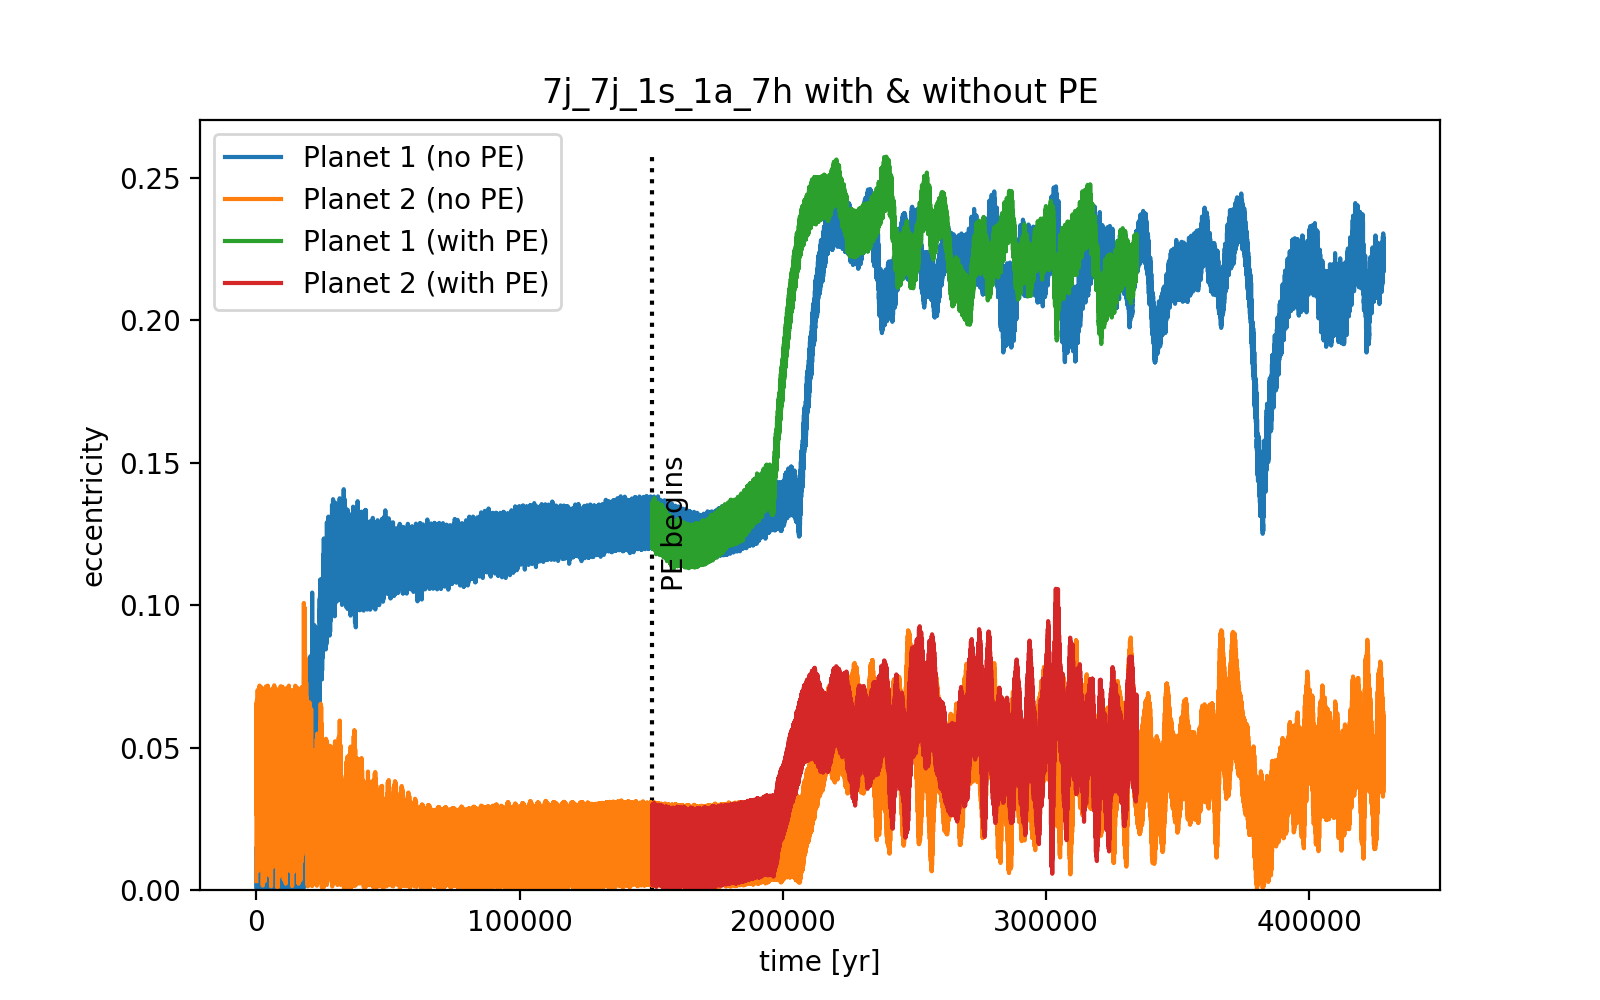 7j_7j_1s_1a_7h with & without PE
Planet 1 (no PE)
Planet 2 (no PE)
Planet 1 (with PE)
Planet 2 (with PE)
0.25
0.20
0.15
0.10
0.05
0.00
eccentricity
PE begins
0
100000
200000
300000
400000
time [yr]